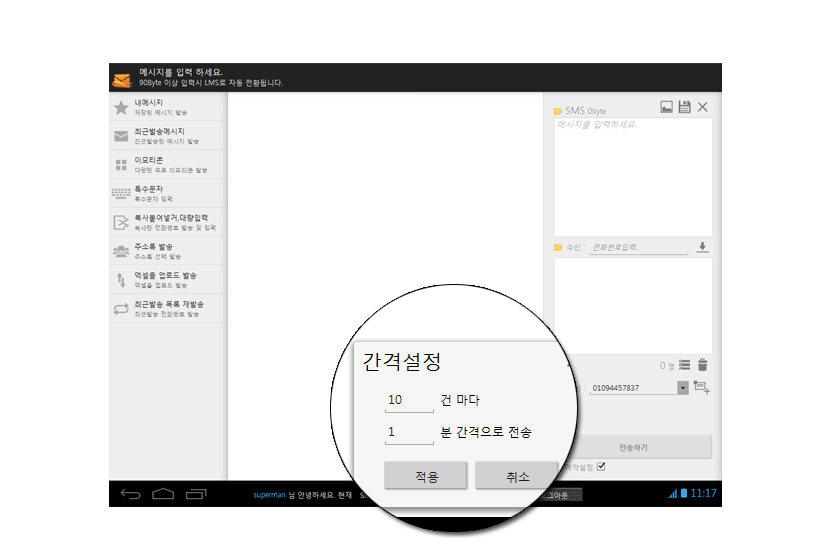 메시지를 입력 하세요.
90Byte 이상 입력시 LMS로 자동 전환됩니다.
내메시지
저장된 메시지 발송
최근발송메시지
최근발송한 메시지 발송
이모티콘
다양한 무료 이모티콘 발송
특수문자
특수문자 입력
복사붙여넣기,대량입력
복사한 전화번호 발송 및 입력
주소록 발송
주소록 선택 발송
엑셀을 업로드 발송
엑셀을 업로드 발송
최근발송 목록 재발송
최근발송 전화번호 발송
SMS 0byte
메시지를 입력하세요.
수신 : 전화번호입력..
0 명
01094457837
전송하기
약설정
간격설정
10 건 마다
1 분 간격으로 전송
적용 취소
superman 님 안녕하세요. 현재
그아웃
11:17